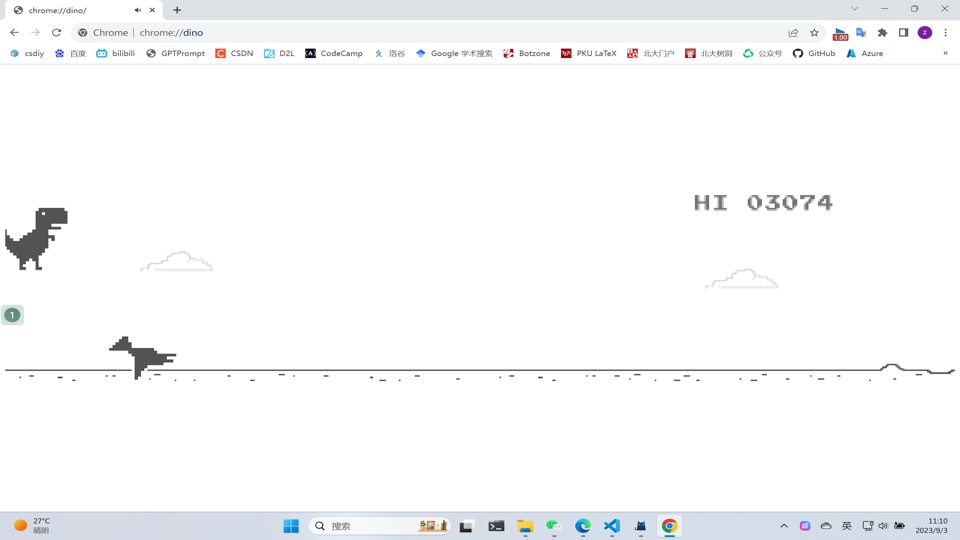 chrome://dino/
Chrome | chrome://dino
1.00
z
csdiy 百度 bilibili GPTPrompt CSDN D2L CodeCamp 洛谷 Google 学术搜索 Botzone PKU LaTeX 北大门户 北大树洞 公众号 GitHub Azure »
HI 03074
1
27°C
晴朗
搜索
英
11:10
2023/9/3